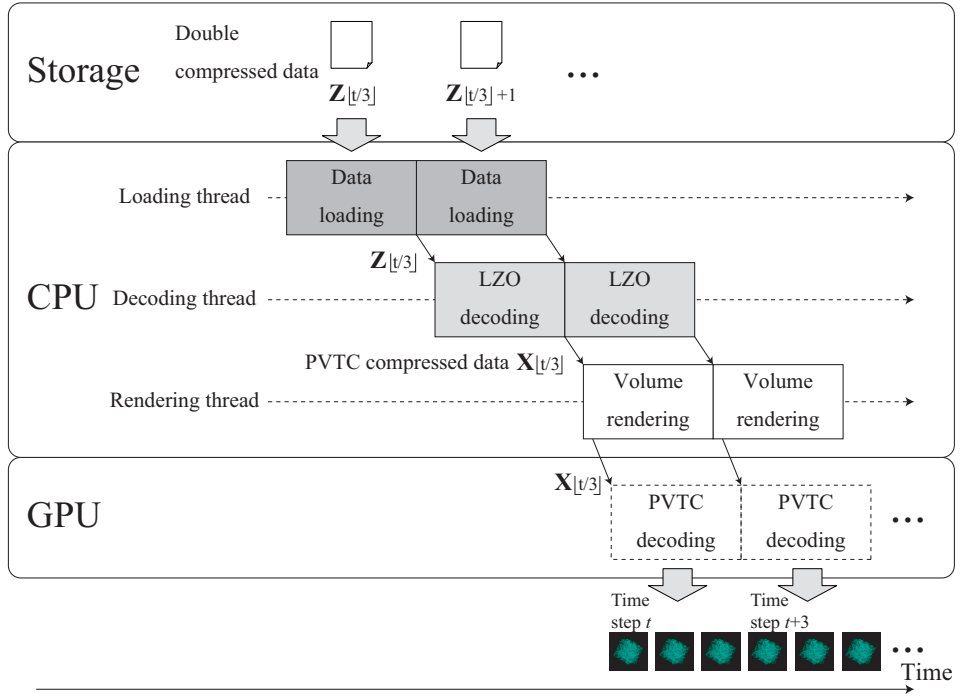 Storage
Double
compressed data
Z⌊t/3⌋
Z⌊t/3⌋+1
...
CPU
Loading thread
Data
loading
Data
loading
Z⌊t/3⌋
Decoding thread
LZO
decoding
LZO
decoding
PVTC compressed data X⌊t/3⌋
Rendering thread
Volume
rendering
Volume
rendering
GPU
X⌊t/3⌋
PVTC
decoding
PVTC
decoding
...
Time
step t
Time
step t+3
...
Time